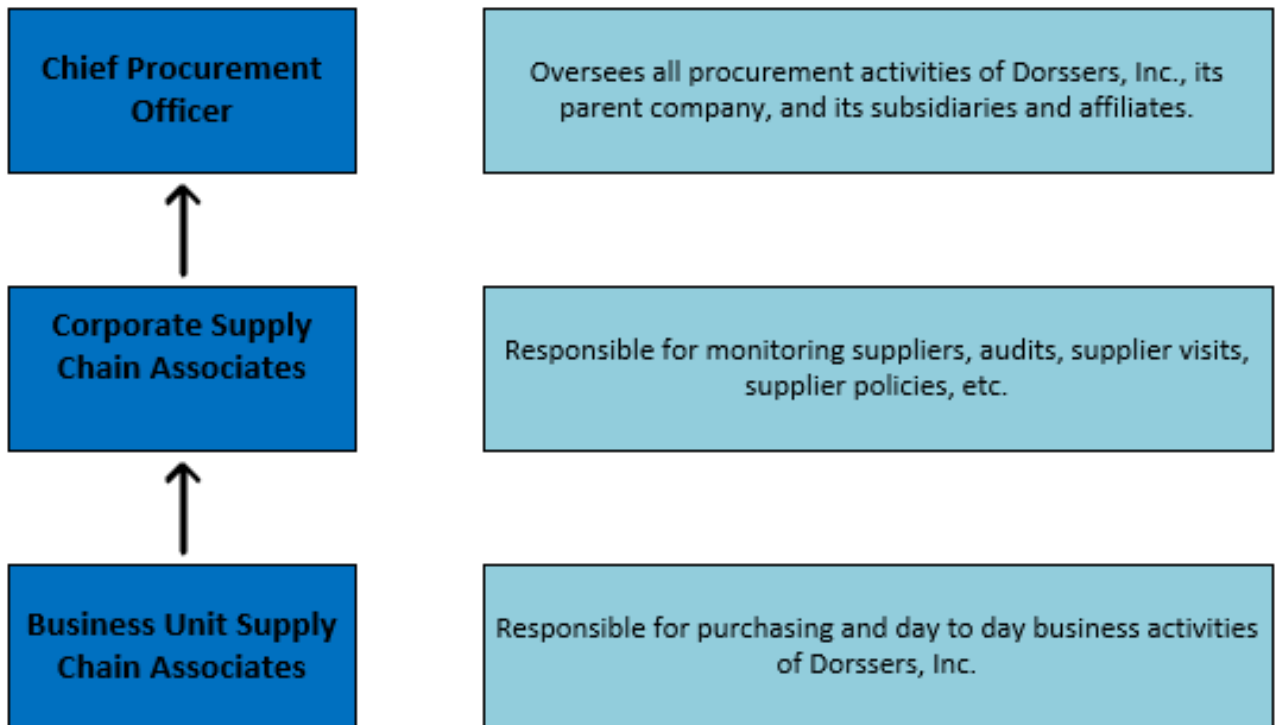 Chief Procurement
Officer
Oversees all procurement activities of Dorssers, Inc., its
parent company, and its subsidiaries and affiliates.
Corporate Supply
Chain Associates
Responsible for monitoring suppliers, audits, supplier visits,
supplier policies, etc.
Business Unit Supply
Chain Associates
Responsible for purchasing and day to day business activities
of Dorssers, Inc.